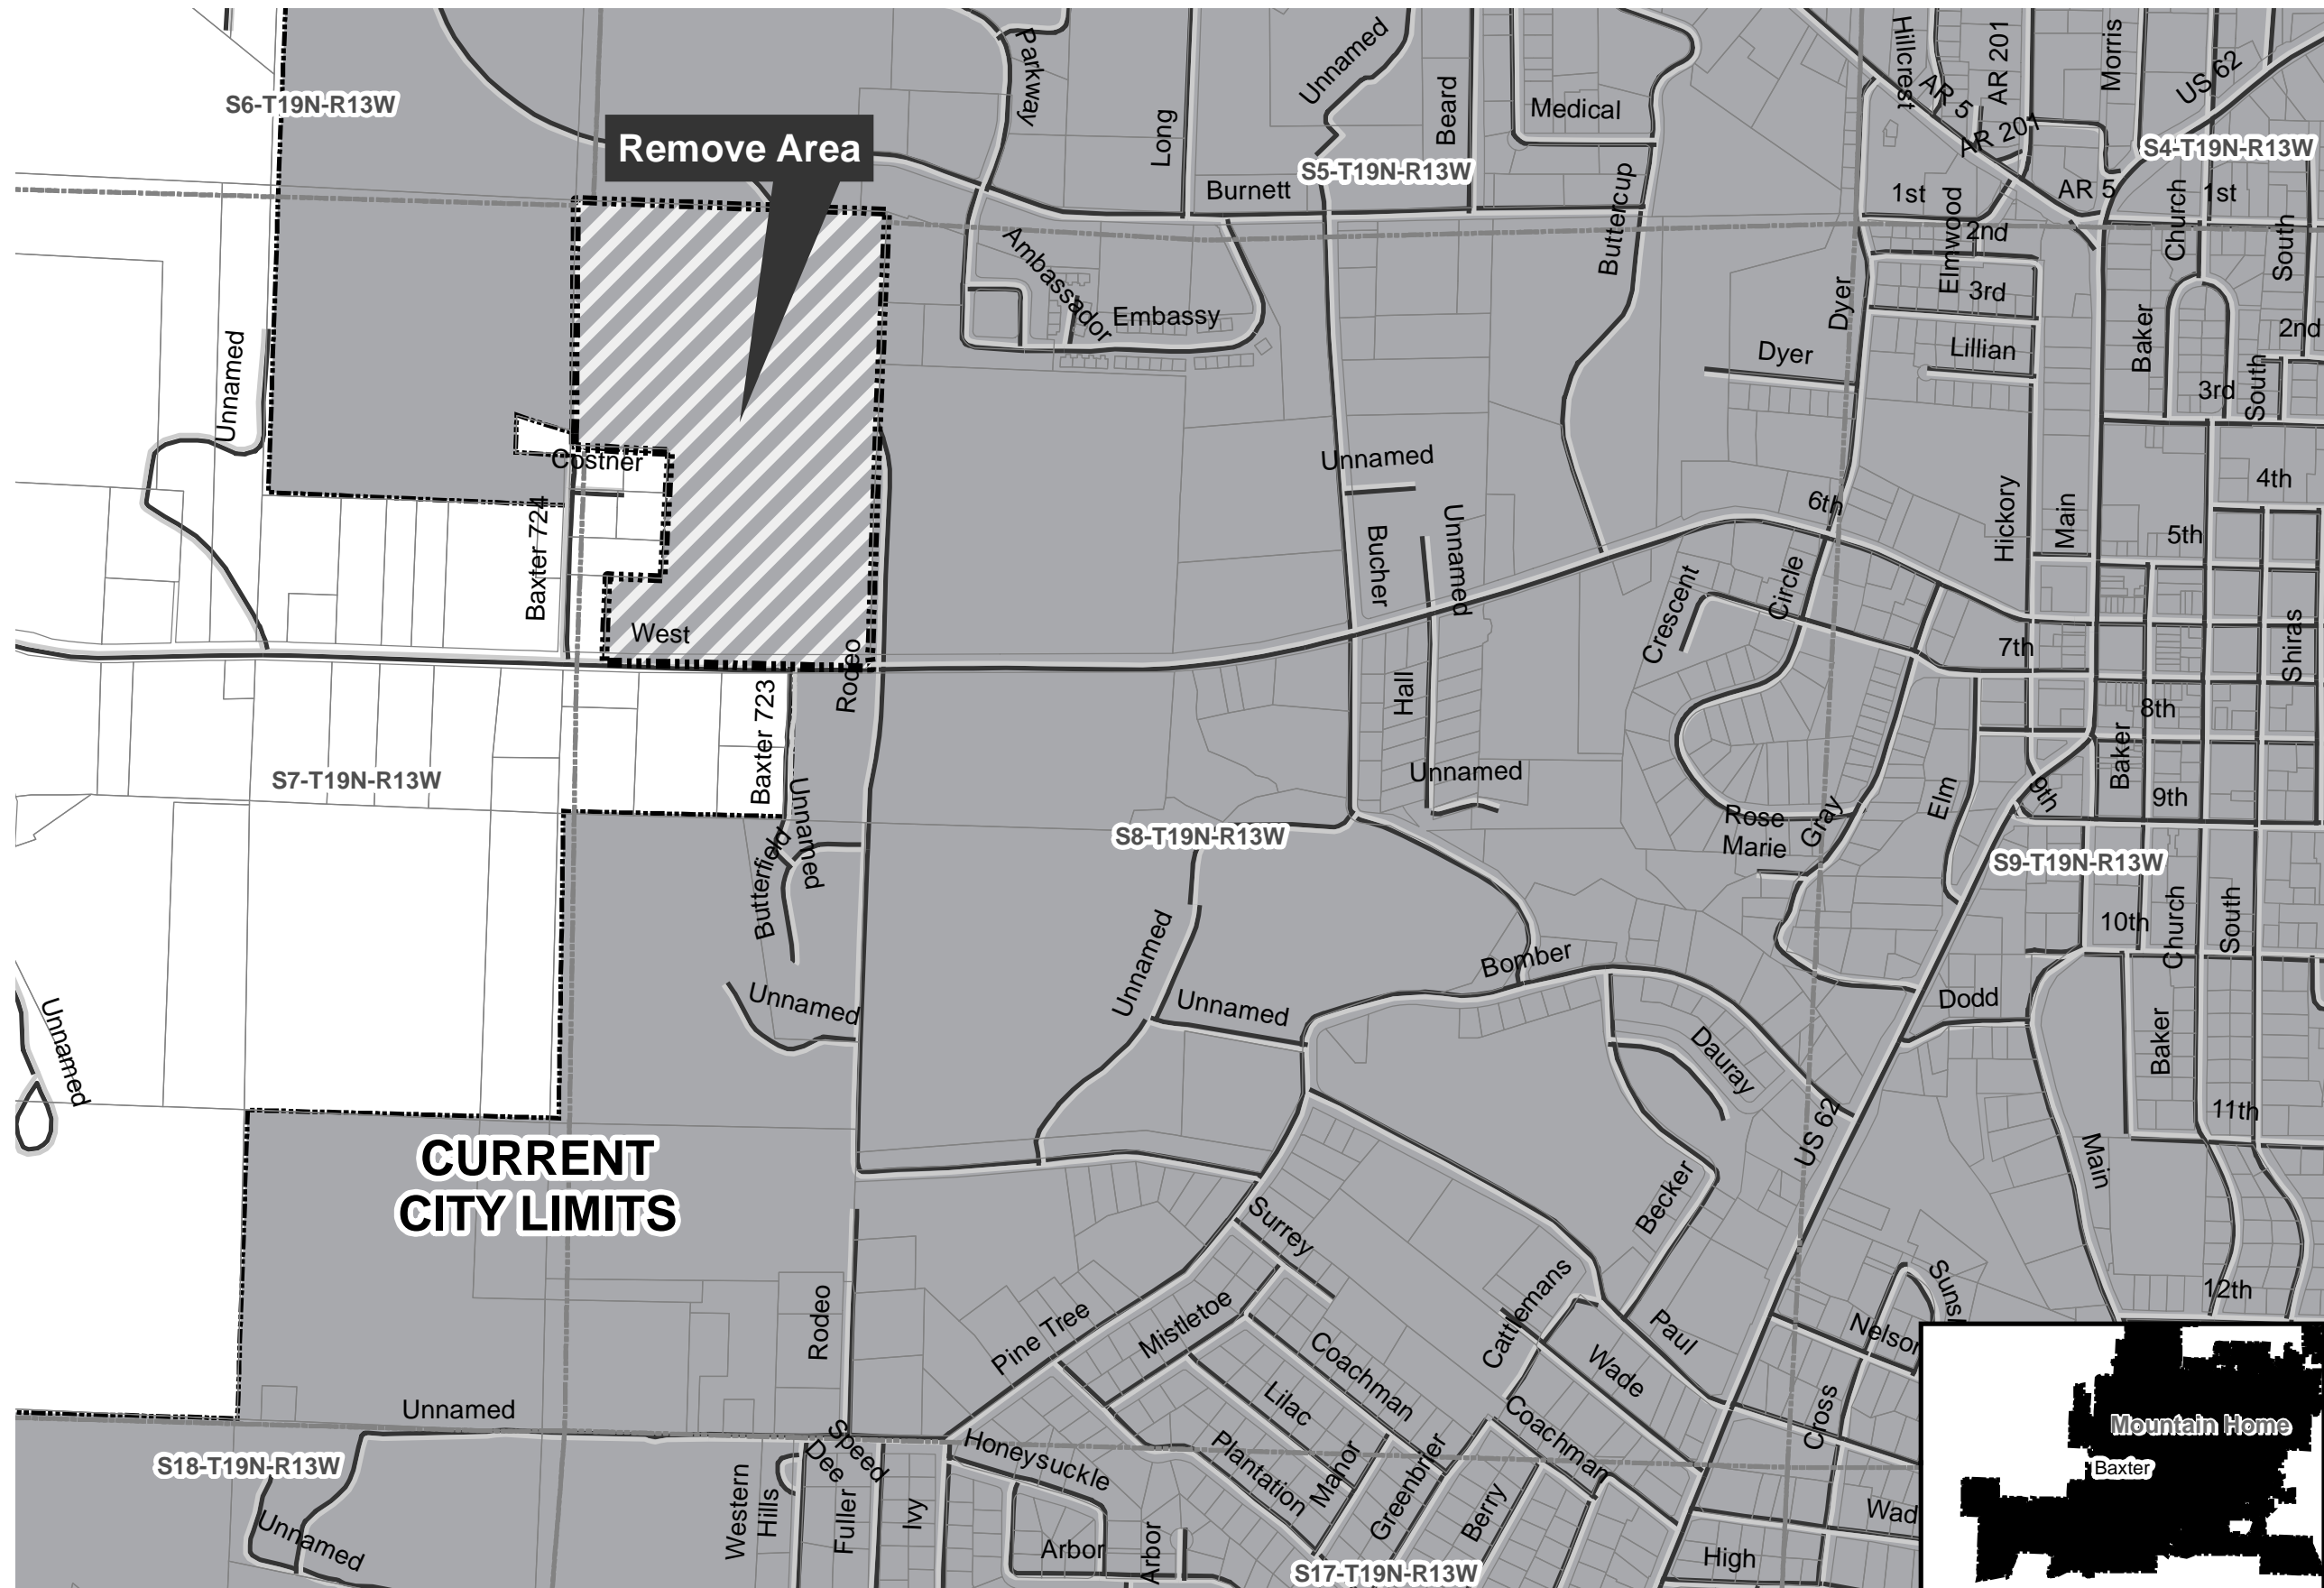 Parkway
Unnamed
Hillcrest
AR 201
Morris
US 62
S6-T19N-R13W
Long
Beard
Medical
AR 5
AR 201
Remove Area
S5-T19N-R13W
S4-T19N-R13W
Burnett
Buttercup
1st
Elmwood
AR 5
Church
1st
2nd
South
Ambassador
Embassy
Dyer
3rd
Unnamed
Dyer
Lillian
Baker
2nd
3rd
South
Costner
Unnamed
4th
Baxter 724
Bucher
Unnamed
6th
Hickory
Main
5th
Crescent
Circle
West
Rodeo
Hall
7th
Shiras
Baxter 723
8th
S7-T19N-R13W
Unnamed
Unnamed
Baker
9th
9th
Elm
Butterfield
S8-T19N-R13W
Rose
Marie
Gray
S9-T19N-R13W
10th
Church
South
Unnamed
Bomber
Unnamed
Unnamed
Unnamed
Dodd
Dauray
Baker
US 62
11th
Main
CURRENT
CITY LIMITS
Becker
Surrey
12th
Rodeo
Pine Tree
Mistletoe
Cattlemans
Paul
Nelson
Coachman
Wade
Unnamed
Lilac
Coachman
Cross
Mountain Home
Baxter
S18-T19N-R13W
Speed
Dee
Honeysuckle
Plantation
Manor
Greenbrier
Berry
Western
Hills
Fuller
Ivy
Unnamed
Arbor
Arbor
Wad
High
S17-T19N-R13W